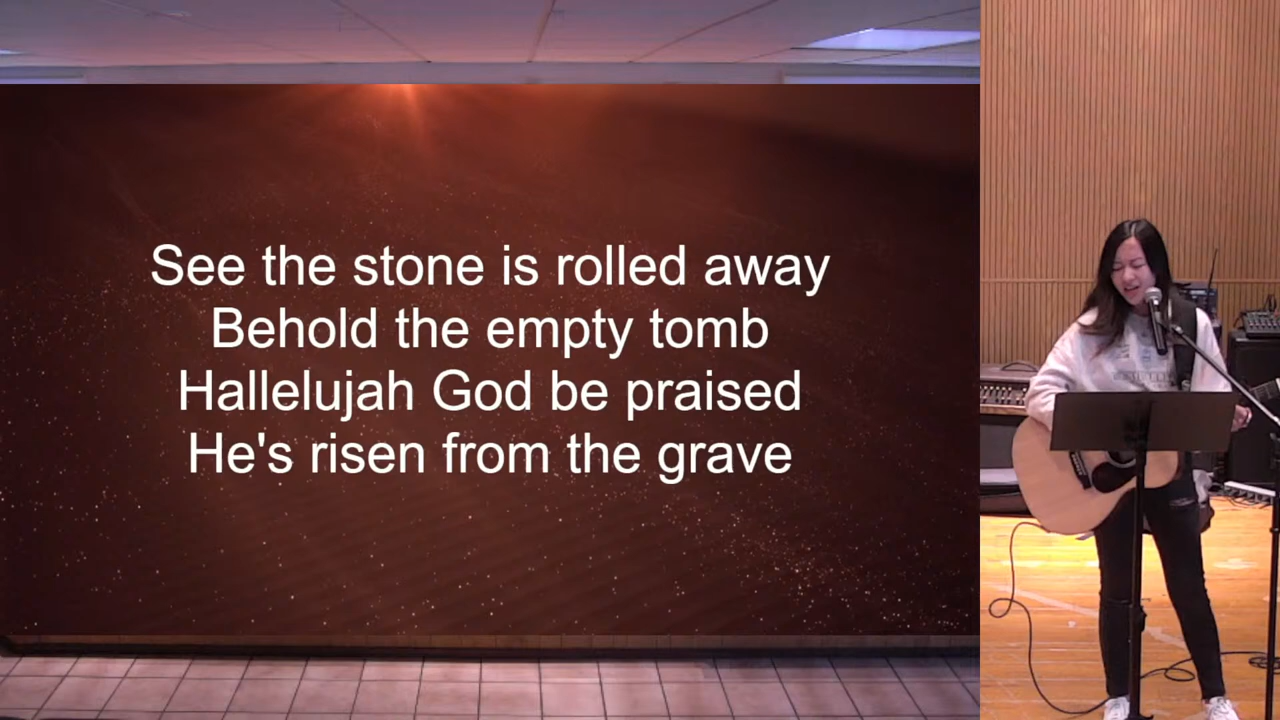 See the stone is rolled away
Behold the empty tomb
Hallelujah God be praised
He's risen from the grave